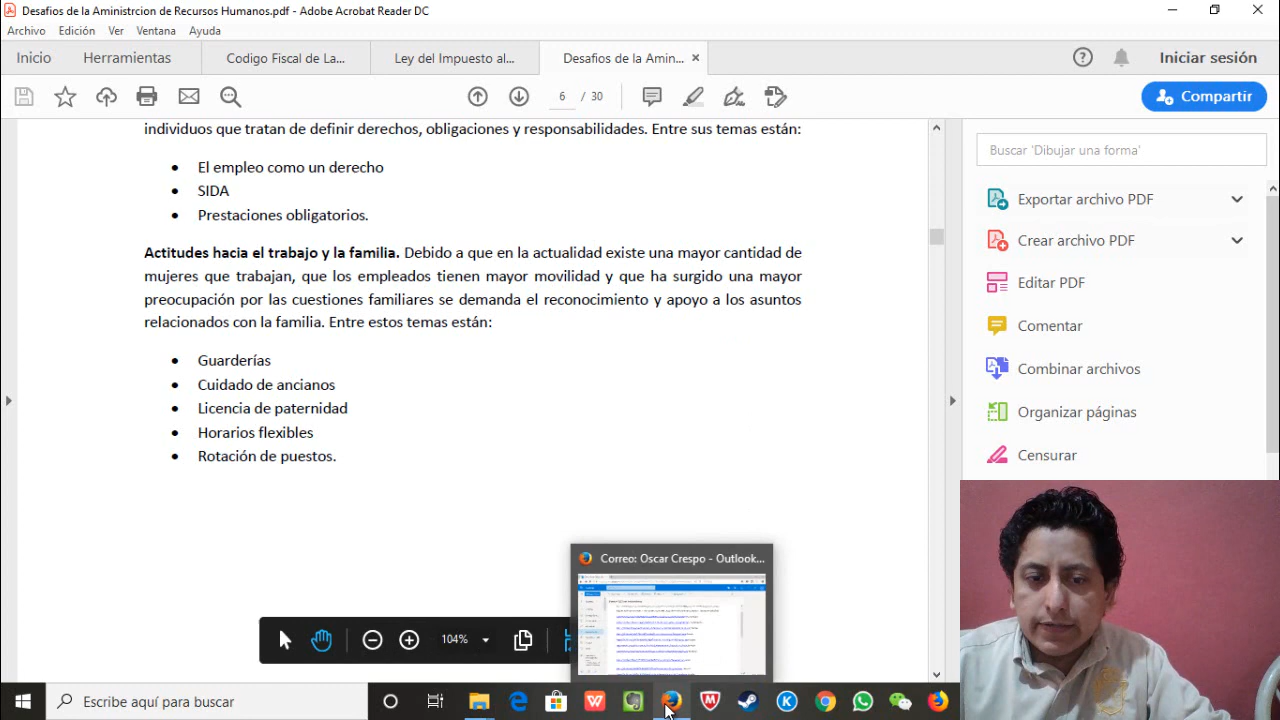 Desafios de la Aministrcion de Recursos Humanos.pdf - Adobe Acrobat Reader DC
Archivo Edición Ver Ventana Ayuda
Inicio Herramientas Codigo Fiscal de La... Ley del Impuesto al... Desafios de la Amin... Iniciar sesión
6 / 30 Compartir
individuos que tratan de definir derechos, obligaciones y responsabilidades. Entre sus temas están:
• El empleo como un derecho
• SIDA
• Prestaciones obligatorios.
Actitudes hacia el trabajo y la familia. Debido a que en la actualidad existe una mayor cantidad de
mujeres que trabajan, que los empleados tienen mayor movilidad y que ha surgido una mayor
preocupación por las cuestiones familiares se demanda el reconocimiento y apoyo a los asuntos
relacionados con la familia. Entre estos temas están:
• Guarderías
• Cuidado de ancianos
• Licencia de paternidad
• Horarios flexibles
• Rotación de puestos.
Buscar 'Dibujar una forma'
Exportar archivo PDF
Crear archivo PDF
Editar PDF
Comentar
Combinar archivos
Organizar páginas
Censurar
Correo: Oscar Crespo - Outlook...
104%
Escribe aquí para buscar